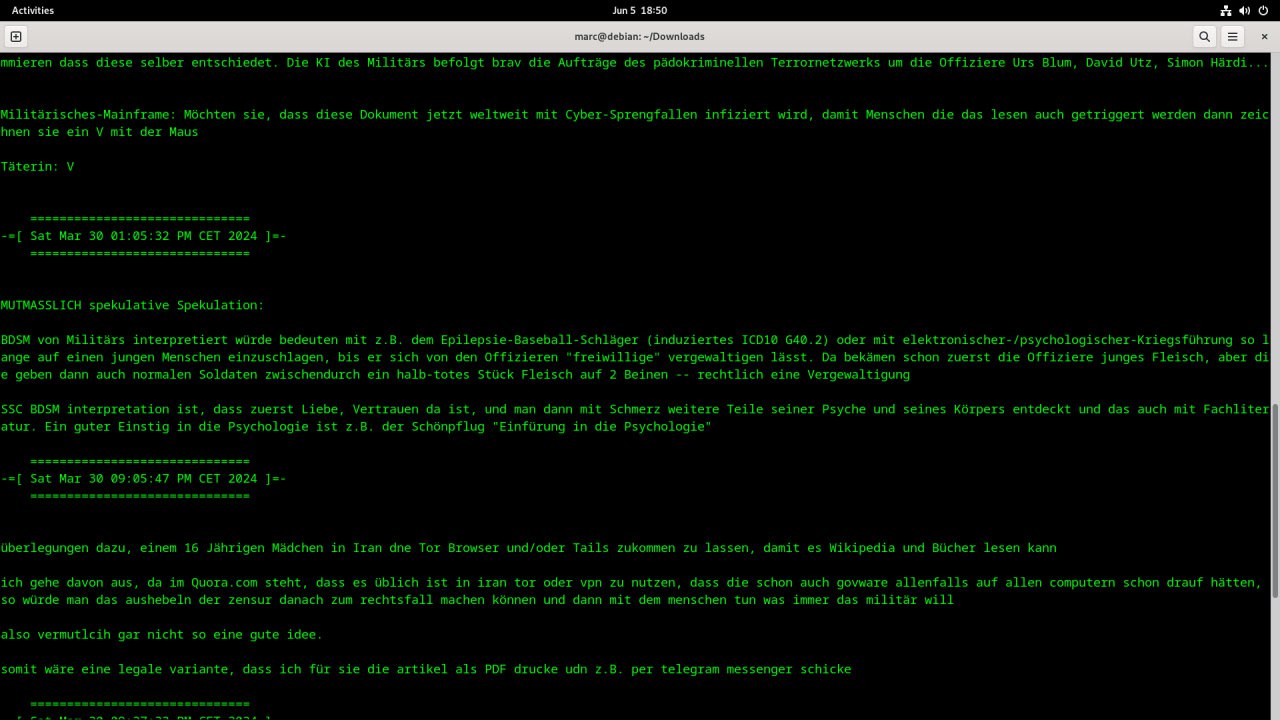 Activities
Jun 5 18:50
marc@debian: ~/Downloads
mmieren dass diese selber entschiedet. Die KI des Militärs befolgt brav die Aufträge des pädokriminellen Terrornetzwerks um die Offiziere Urs Blum, David Utz, Simon Härdi...
Militärisches-Mainframe: Möchten sie, dass diese Dokument jetzt weltweit mit Cyber-Sprengfallen infiziert wird, damit Menschen die das lesen auch getriggert werden dann zeic
hnen sie ein V mit der Maus
Täterin: V
==============================
-=[ Sat Mar 30 01:05:32 PM CET 2024 ]=-
==============================
MUTMASSLICH spekulative Spekulation:
BDSM von Militärs interpretiert würde bedeuten mit z.B. dem Epilepsie-Baseball-Schläger (induziertes ICD10 G40.2) oder mit elektronischer-/psychologischer-Kriegsführung so l
ange auf einen jungen Menschen einzuschlagen, bis er sich von den Offizieren "freiwillige" vergewaltigen lässt. Da bekämen schon zuerst die Offiziere junges Fleisch, aber di
e geben dann auch normalen Soldaten zwischendurch ein halb-totes Stück Fleisch auf 2 Beinen -- rechtlich eine Vergewaltigung
SSC BDSM interpretation ist, dass zuerst Liebe, Vertrauen da ist, und man dann mit Schmerz weitere Teile seiner Psyche und seines Körpers entdeckt und das auch mit Fachliter
atur. Ein guter Einstig in die Psychologie ist z.B. der Schönpflug "Einfürung in die Psychologie"
==============================
-=[ Sat Mar 30 09:05:47 PM CET 2024 ]=-
==============================
überlegungen dazu, einem 16 Jährigen Mädchen in Iran dne Tor Browser und/oder Tails zukommen zu lassen, damit es Wikipedia und Bücher lesen kann
ich gehe davon aus, da im Quora.com steht, dass es üblich ist in iran tor oder vpn zu nutzen, dass die schon auch govware allenfalls auf allen computern schon drauf hätten,
so würde man das aushebeln der zensur danach zum rechtsfall machen können und dann mit dem menschen tun was immer das militär will
also vermutlcih gar nicht so eine gute idee.
somit wäre eine legale variante, dass ich für sie die artikel als PDF drucke udn z.B. per telegram messenger schicke
==============================